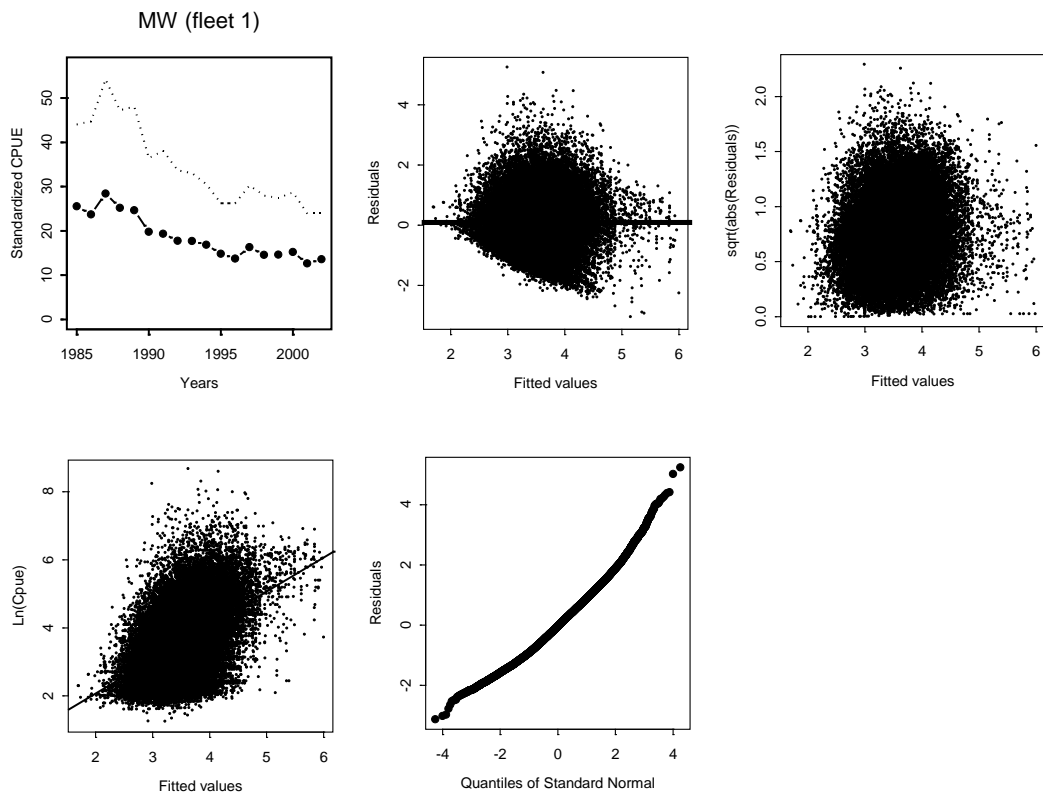 MW (fleet 1)
Standardized CPUE
0 10 20 30 40 50
1985 1990 1995 2000
Years
Residuals
-2 0 2 4
2 3 4 5 6
Fitted values
sqrt(abs(Residuals))
0.0 0.5 1.0 1.5 2.0
2 3 4 5 6
Fitted values
Ln(Cpue)
2 4 6 8
2 3 4 5 6
Fitted values
Residuals
-2 0 2 4
-4 -2 0 2 4
Quantiles of Standard Normal